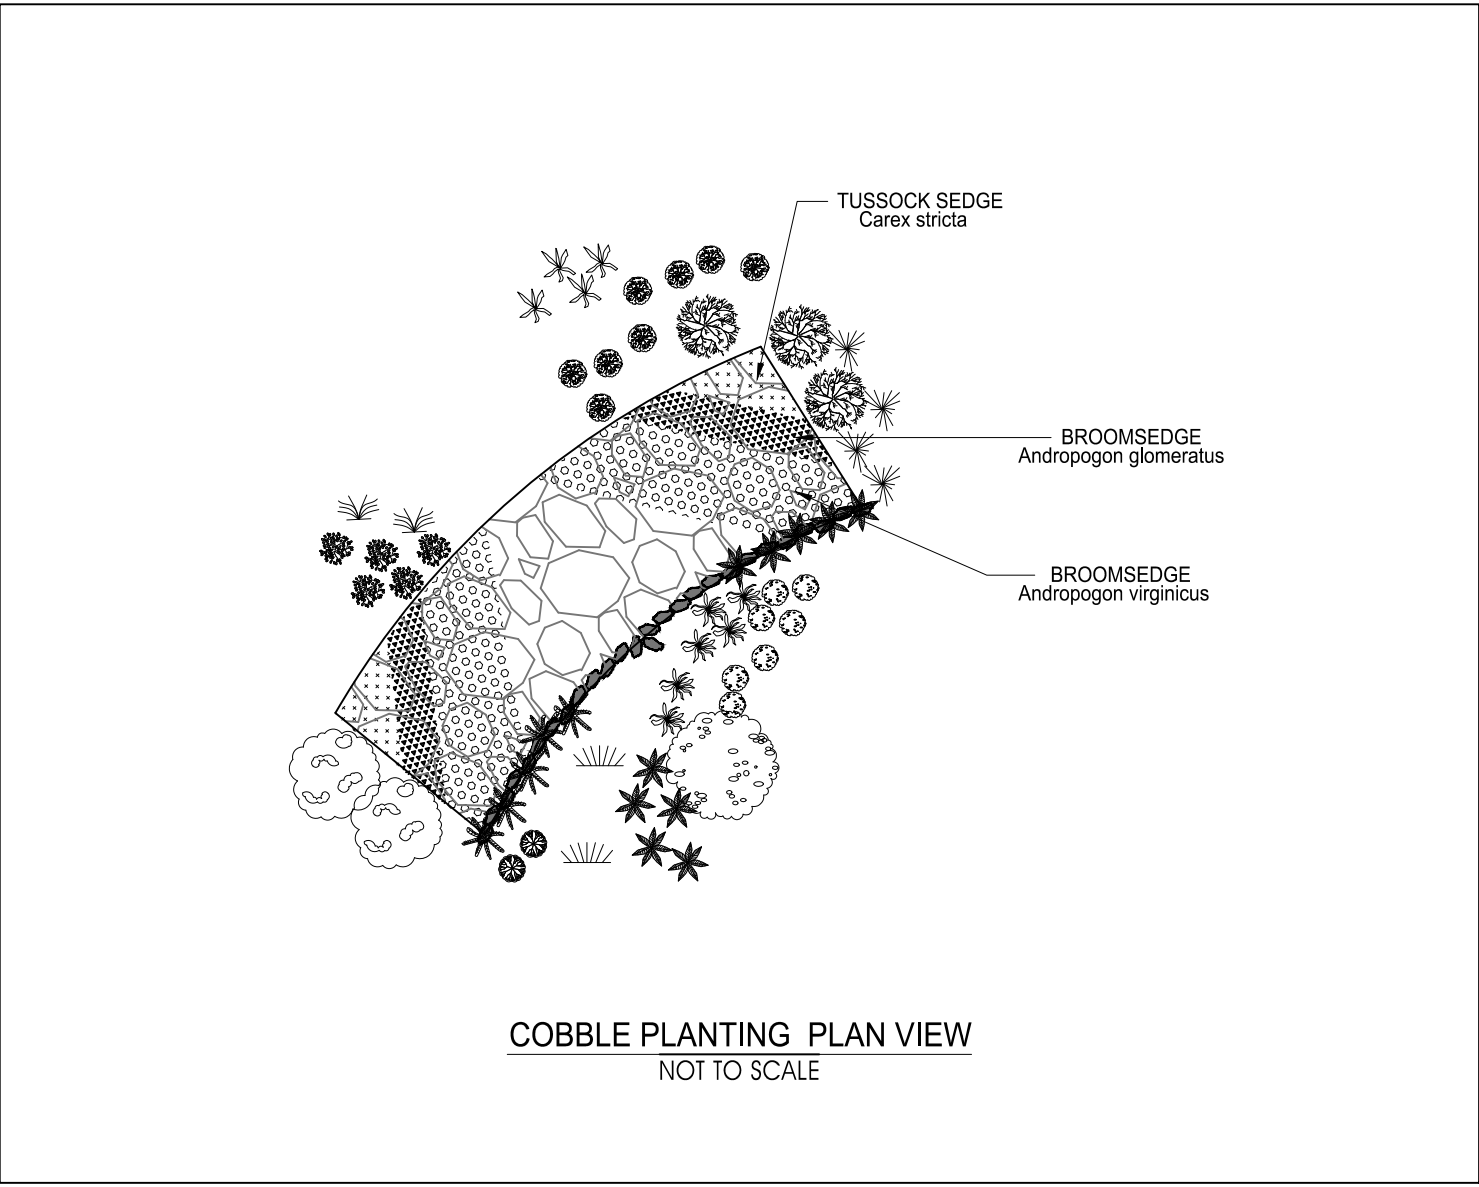 TUSSOCK SEDGE
Carex stricta
BROOMSEDGE
Andropogon glomeratus
BROOMSEDGE
Andropogon virginicus
COBBLE PLANTING PLAN VIEW
NOT TO SCALE